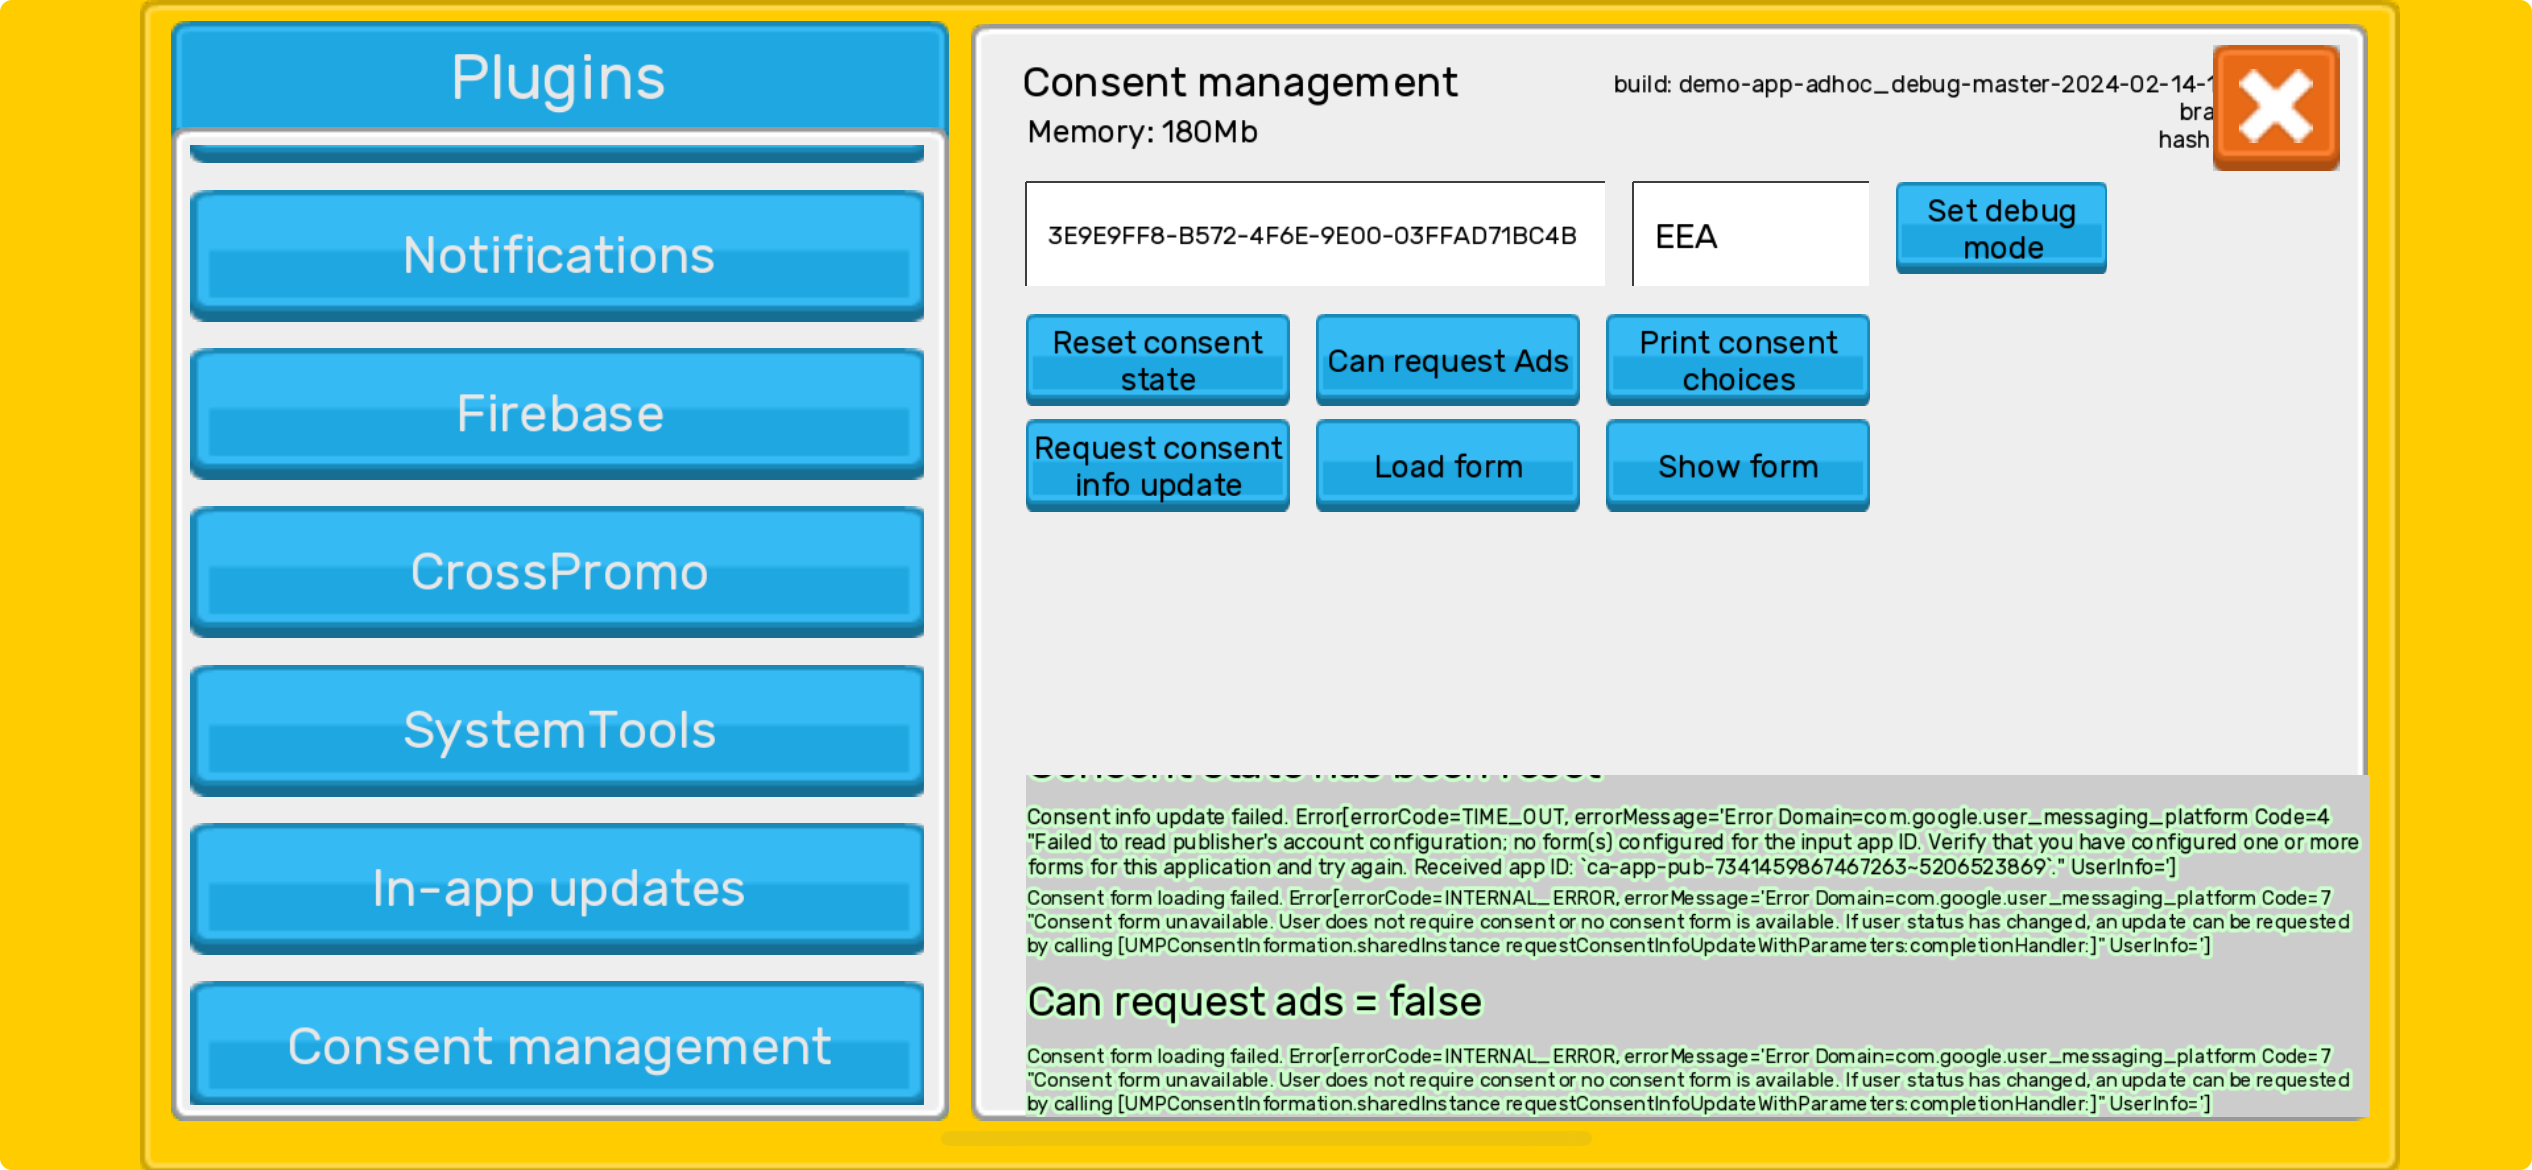 Plugins
Notifications
Firebase
CrossPromo
SystemTools
In-app updates
Consent management
Consent management
Memory: 180Mb
build: demo-app-adhoc_debug-master-2024-02-14-
bra
hash
3E9E9FF8-B572-4F6E-9E00-03FFAD71BC4B
EEA
Set debug
mode
Reset consent
state
Can request Ads
Print consent
choices
Request consent
info update
Load form
Show form
Consent state has been reset
Consent info update failed. Error[errorCode=TIME_OUT, errorMessage='Error Domain=com.google.user_messaging_platform Code=4
"Failed to read publisher's account configuration; no form(s) configured for the input app ID. Verify that you have configured one or more
forms for this application and try again. Received app ID: `ca-app-pub-7341459867467263~5206523869`." UserInfo=']
Consent form loading failed. Error[errorCode=INTERNAL_ERROR, errorMessage='Error Domain=com.google.user_messaging_platform Code=7
"Consent form unavailable. User does not require consent or no consent form is available. If user status has changed, an update can be requested
by calling [UMPConsentInformation.sharedInstance requestConsentInfoUpdateWithParameters:completionHandler:]" UserInfo=']
Can request ads = false
Consent form loading failed. Error[errorCode=INTERNAL_ERROR, errorMessage='Error Domain=com.google.user_messaging_platform Code=7
"Consent form unavailable. User does not require consent or no consent form is available. If user status has changed, an update can be requested
by calling [UMPConsentInformation.sharedInstance requestConsentInfoUpdateWithParameters:completionHandler:]" UserInfo=']